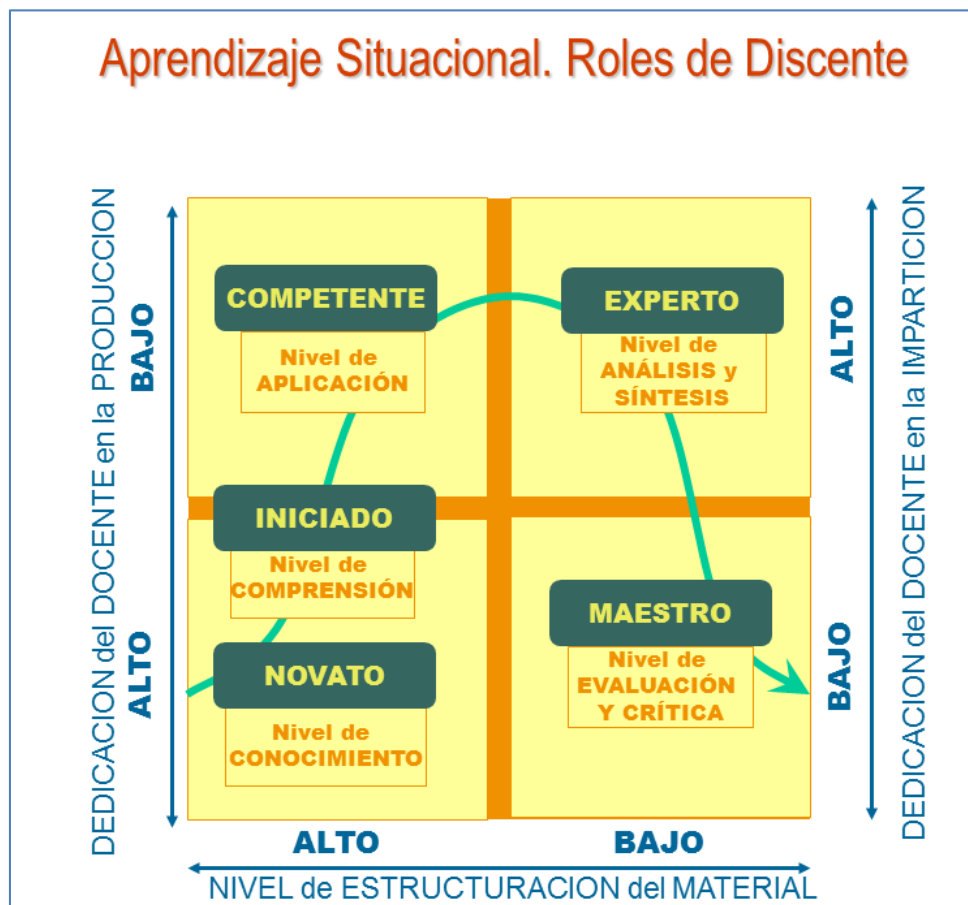 Aprendizaje Situacional. Roles de Discente
DEDICACION del DOCENTE en la PRODUCCION
BAJO
ALTO
COMPETENTE
Nivel de
APLICACIÓN
EXPERTO
Nivel de
ANÁLISIS y
SÍNTESIS
INICIADO
Nivel de
COMPRENSIÓN
NOVATO
Nivel de
CONOCIMIENTO
MAESTRO
Nivel de
EVALUACIÓN
Y CRÍTICA
ALTO
BAJO
DEDICACION del DOCENTE en la IMPARTICION
ALTO
BAJO
NIVEL de ESTRUCTURACION del MATERIAL